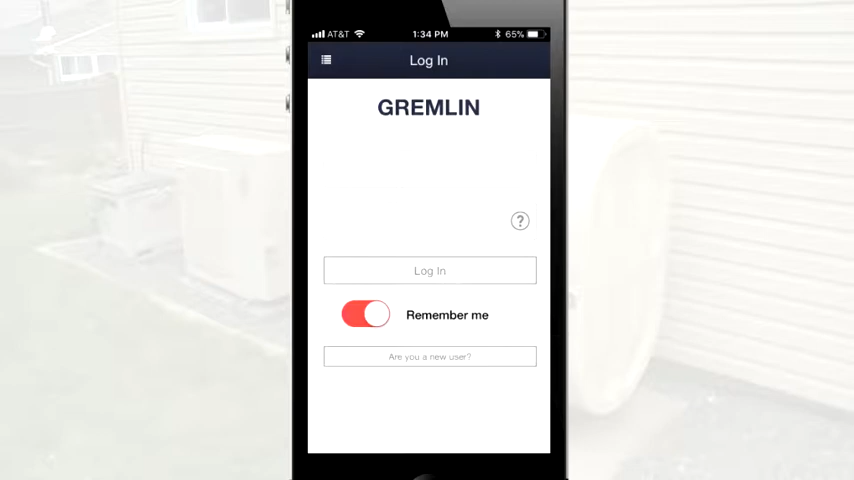 AT&T 1:34 PM 65%
Log In
GREMLIN
?
Log In
Remember me
Are you a new user?